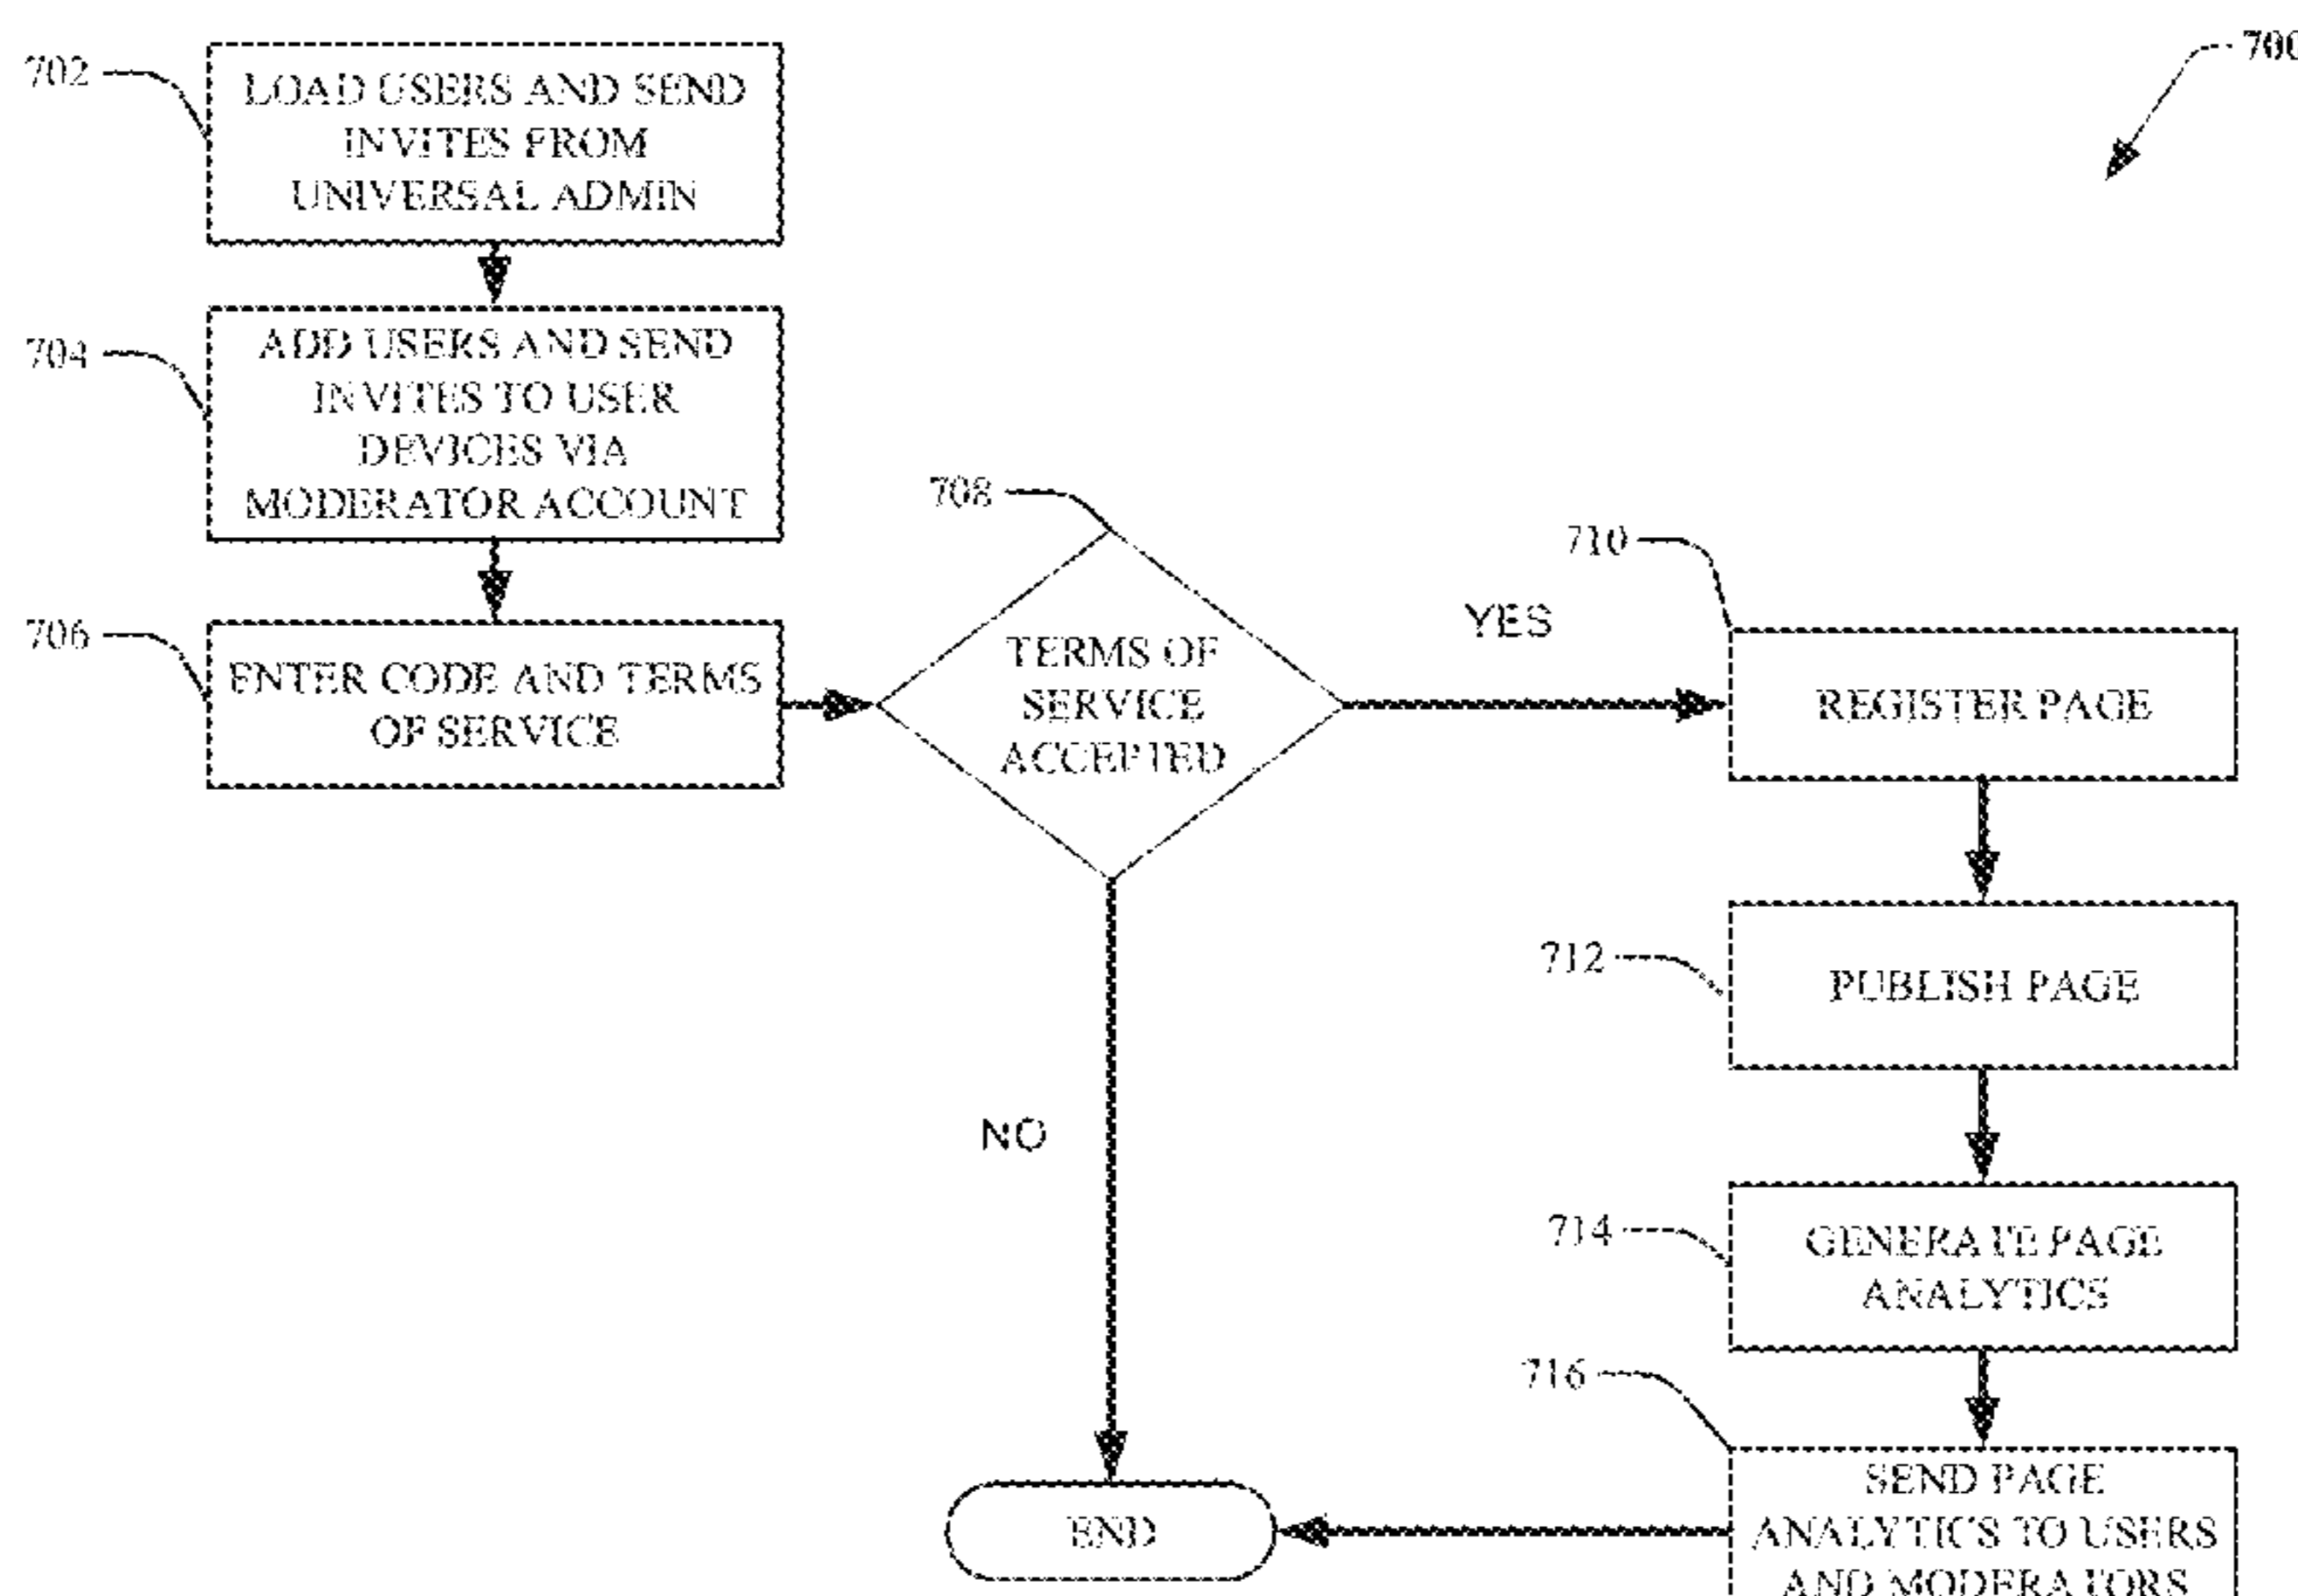 700
702
LOAD USERS AND SEND
INVITES FROM
UNIVERSAL ADMIN
704
ADD USERS AND SEND
INVITES TO USER
DEVICES VIA
MODERATOR ACCOUNT
706
ENTER CODE AND TERMS
OF SERVICE
708
TERMS OF
SERVICE
ACCEPTED
YES
NO
710
REGISTER PAGE
712
PUBLISH PAGE
714
GENERATE PAGE
ANALYTICS
716
SEND PAGE
ANALYTICS TO USERS
AND MODERATORS
END